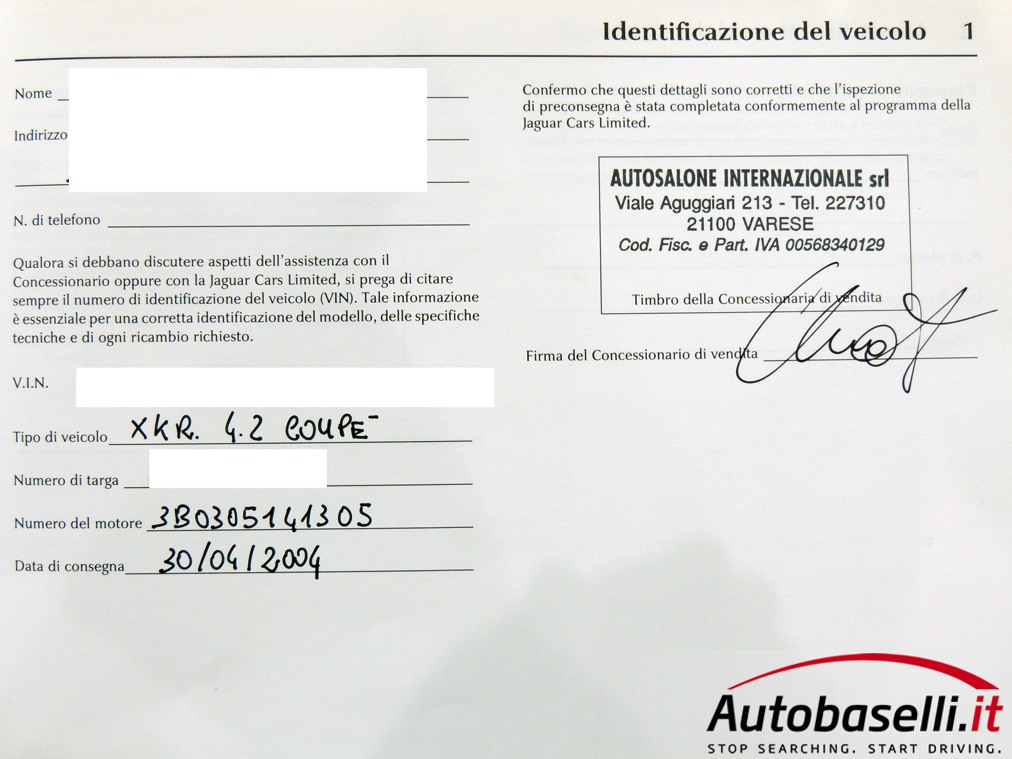 Identificazione del veicolo 1
Nome
Indirizzo
N. di telefono
Qualora si debbano discutere aspetti dell'assistenza con il
Concessionario oppure con la Jaguar Cars Limited, si prega di citare
sempre il numero di identificazione del veicolo (VIN). Tale informazione
è essenziale per una corretta identificazione del modello, delle specifiche
tecniche e di ogni ricambio richiesto.
V.I.N.
Tipo di veicolo XKR. 4.2 COUPE
Numero di targa
Numero del motore 3B0305141305
Data di consegna 30/04/2004
Confermo che questi dettagli sono corretti e che l'ispezione
di preconsegna è stata completata conformemente al programma della
Jaguar Cars Limited.
AUTOSALONE INTERNAZIONALE srl
Viale Aguggiari 213 - Tel. 227310
21100 VARESE
Cod. Fisc. e Part. IVA 00568340129
Timbro della Concessionaria di vendita
Firma del Concessionario di vendita
Autobaselli.it
STOP SEARCHING. START DRIVING.